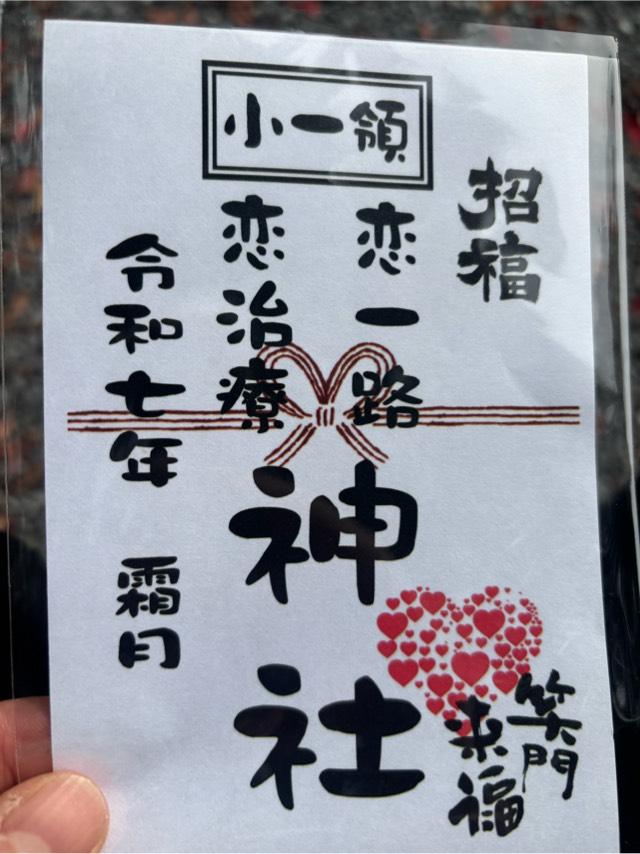 小一領
招福
恋一路
恋治療
神社
令和七年 霜月
笑門
来福